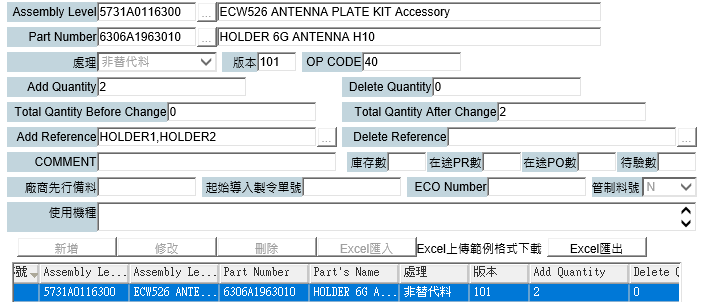 Assembly Level 5731A0116300 ... ECW526 ANTENNA PLATE KIT Accessory
Part Number 6306A1963010 ... HOLDER 6G ANTENNA H10
處理 非替代料 版本 101 OP CODE 40
Add Quantity 2 Delete Quantity 0
Total Qantity Before Change 0 Total Qantity After Change 2
Add Reference HOLDER1,HOLDER2 ... Delete Reference ...
COMMENT 庫存數 在途PR數 在途PO數 待驗數
廠商先行備料 起始導入製令單號 ECO Number 管制料號 N
使用機種
新增 修改 刪除 Excel匯入 Excel上傳範例格式下載 Excel匯出
號 Assembly Le... Assembly Le... Part Number Part's Name 處理 版本 Add Quantity Delete Q
5731A0116300 ECW526 ANTE... 6306A1963010 HOLDER 6G A... 非替代料 101 2 0